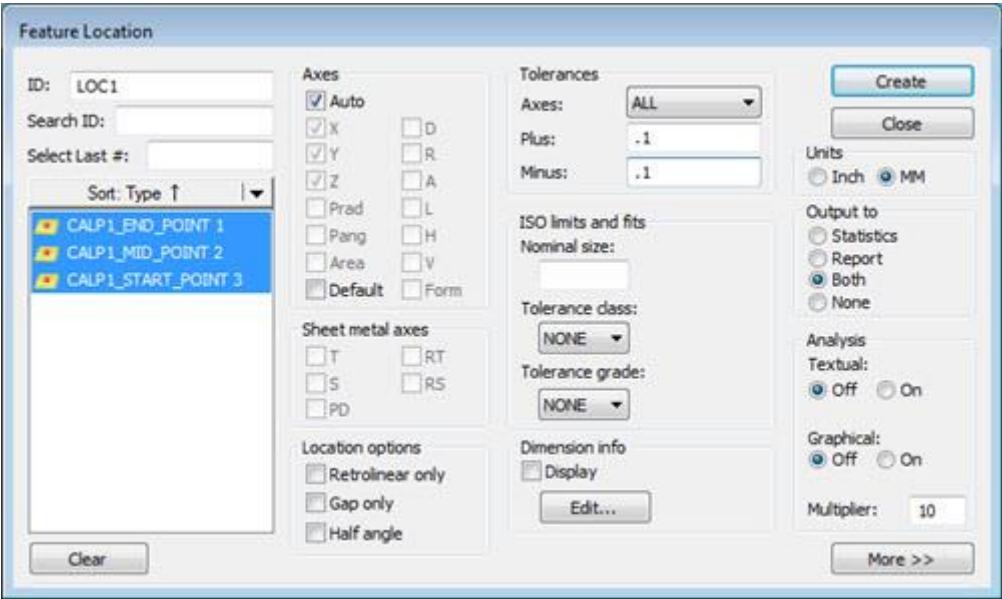 Feature Location
ID: LOC1
Search ID:
Select Last #:
Sort: Type ↑
CALP1_END_POINT 1
CALP1_MID_POINT 2
CALP1_START_POINT 3
Clear
Axes
Auto
X D
Y R
Z A
Prad L
Pang H
Area V
Default Form
Sheet metal axes
T RT
S RS
PD
Location options
Retrolinear only
Gap only
Half angle
Tolerances
Axes: ALL
Plus: .1
Minus: .1
ISO limits and fits
Nominal size:
Tolerance class:
NONE
Tolerance grade:
NONE
Dimension info
Display
Edit...
Create
Close
Units
Inch MM
Output to
Statistics
Report
Both
None
Analysis
Textual:
Off On
Graphical:
Off On
Multiplier: 10
More >>